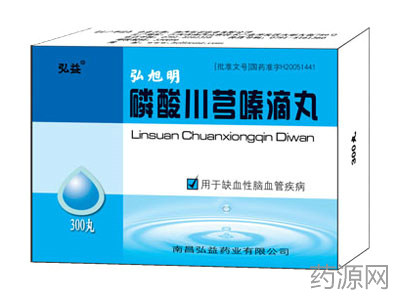 弘益®
弘旭明
[批准文号]国药准字H20051441
磷酸川芎嗪滴丸
Linsuan Chuanxiongqin Diwan
用于缺血性脑血管疾病
300丸
300丸
南昌弘益药业有限公司
药源网